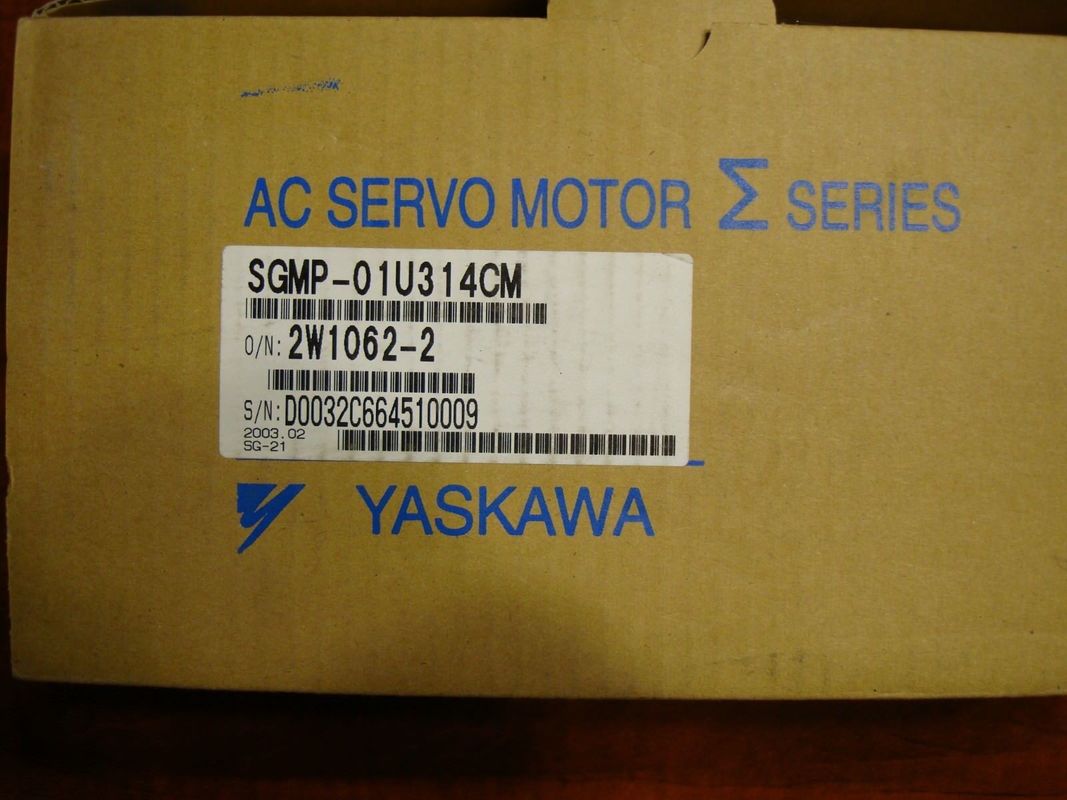 AC SERVO MOTOR Σ SERIES
SGMP-01U314CM
O/N: 2W1062-2
S/N: D0032C664510009
2003.02
SG-21
YASKAWA